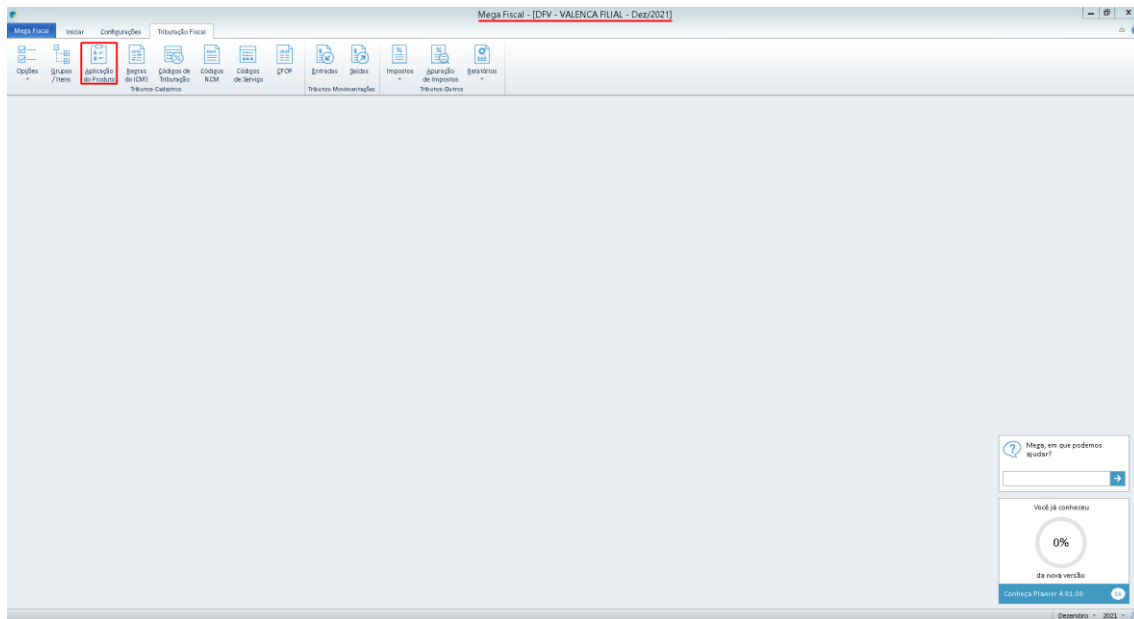 Mega Fiscal - [DFV - VALENCA FILIAL - Dez/2021]
Mega Fiscal Iniciar Configurações Tributação Fiscal
Opções Grupos / Itens Aplicação do Produto Regras do ICMS Códigos de Tributação Códigos NCM Códigos de Serviço CFOP Entradas Saídas Impostos Apuração de Impostos Relatórios
Tributos-Cadastros Tributos-Movimentações Tributos-Outros
Mega, em que podemos
ajudar?
Você já conheceu
0%
da nova versão
Conheça Planier 4.81.88
Dezembro 2021